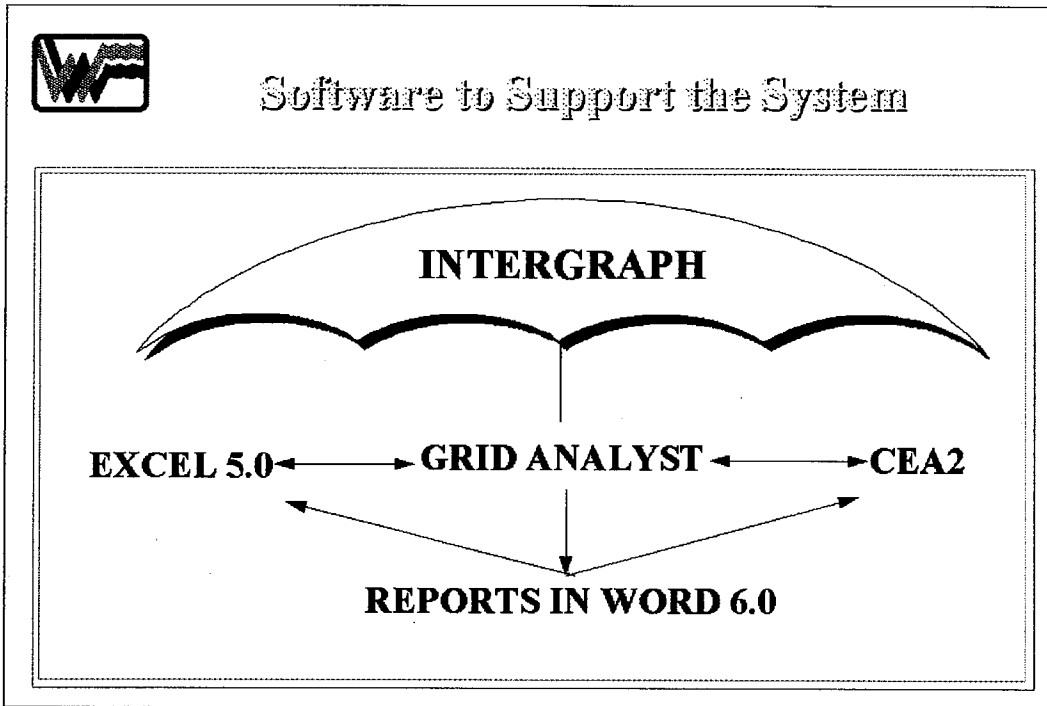 Software to Support the System
INTERGRAPH
EXCEL 5.0 GRID ANALYST CEA2
REPORTS IN WORD 6.0